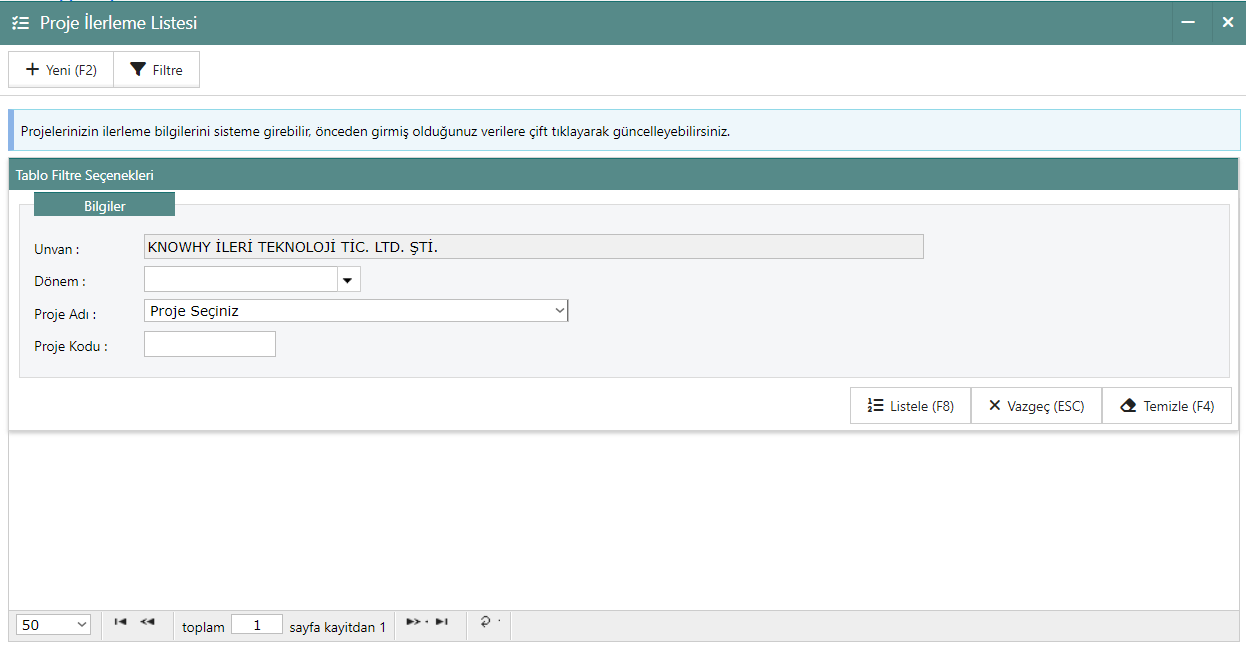 Proje İlerleme Listesi
Yeni (F2) Filtre
Projelerinizin ilerleme bilgilerini sisteme girebilir, önceden girmiş olduğunuz verilere çift tıklayarak güncelleyebilirsiniz.
Tablo Filtre Seçenekleri
Bilgiler
Unvan : KNOWHY İLERİ TEKNOLOJİ TİC. LTD. ŞTİ.
Dönem :
Proje Adı : Proje Seçiniz
Proje Kodu :
Listele (F8) Vazgeç (ESC) Temizle (F4)
50 toplam 1 sayfa kayitdan 1